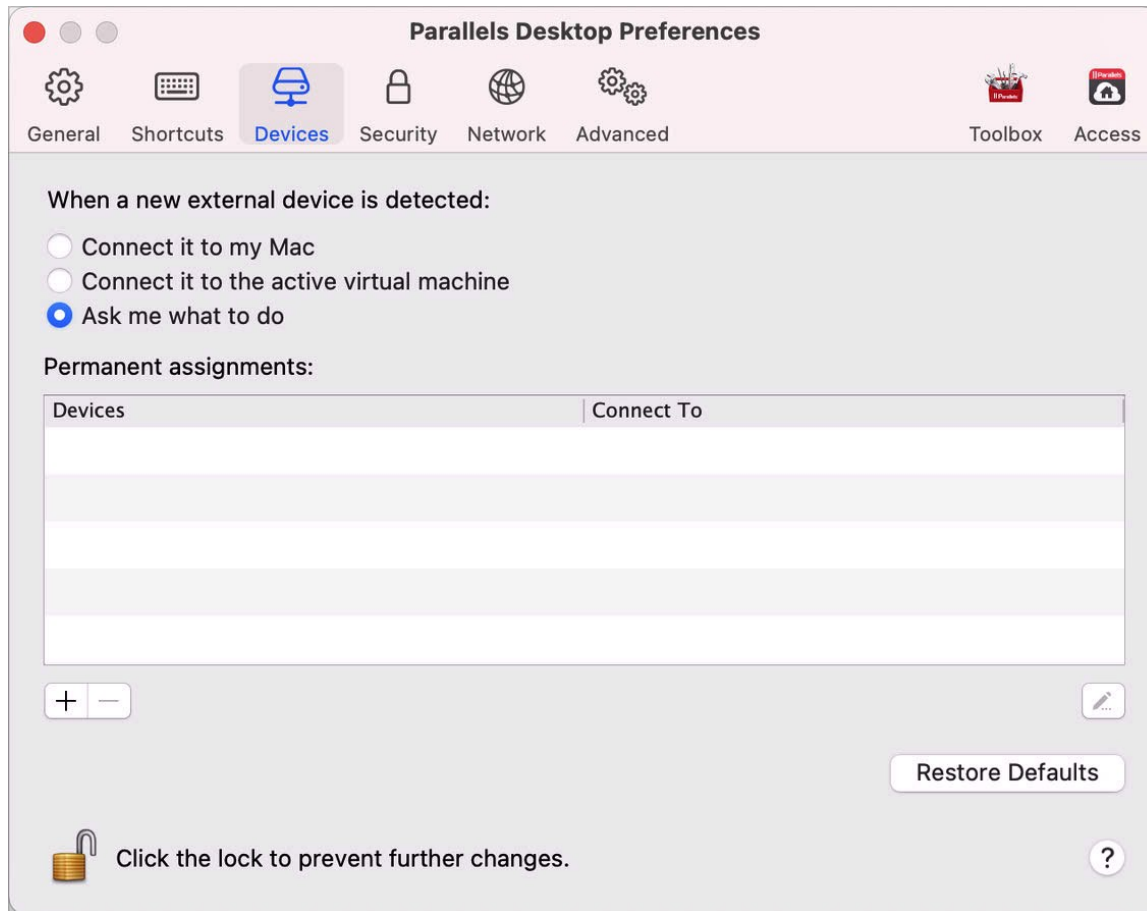 Parallels Desktop Preferences
General Shortcuts Devices Security Network Advanced Toolbox Access
When a new external device is detected:
Connect it to my Mac
Connect it to the active virtual machine
Ask me what to do
Permanent assignments:
Devices Connect To
Restore Defaults
Click the lock to prevent further changes.
?